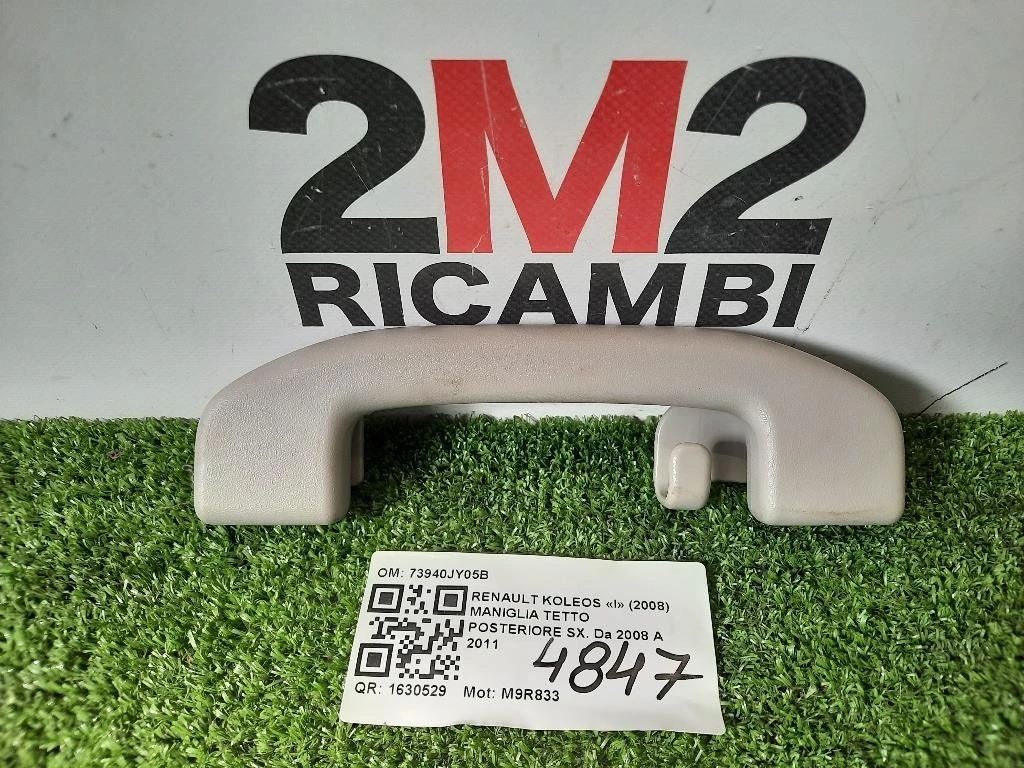 2M2
RICAMBI
OM: 73940JY05B
RENAULT KOLEOS «I» (2008)
MANIGLIA TETTO
POSTERIORE SX. Da 2008 A
2011
4847
QR: 1630529 Mot: M9R833